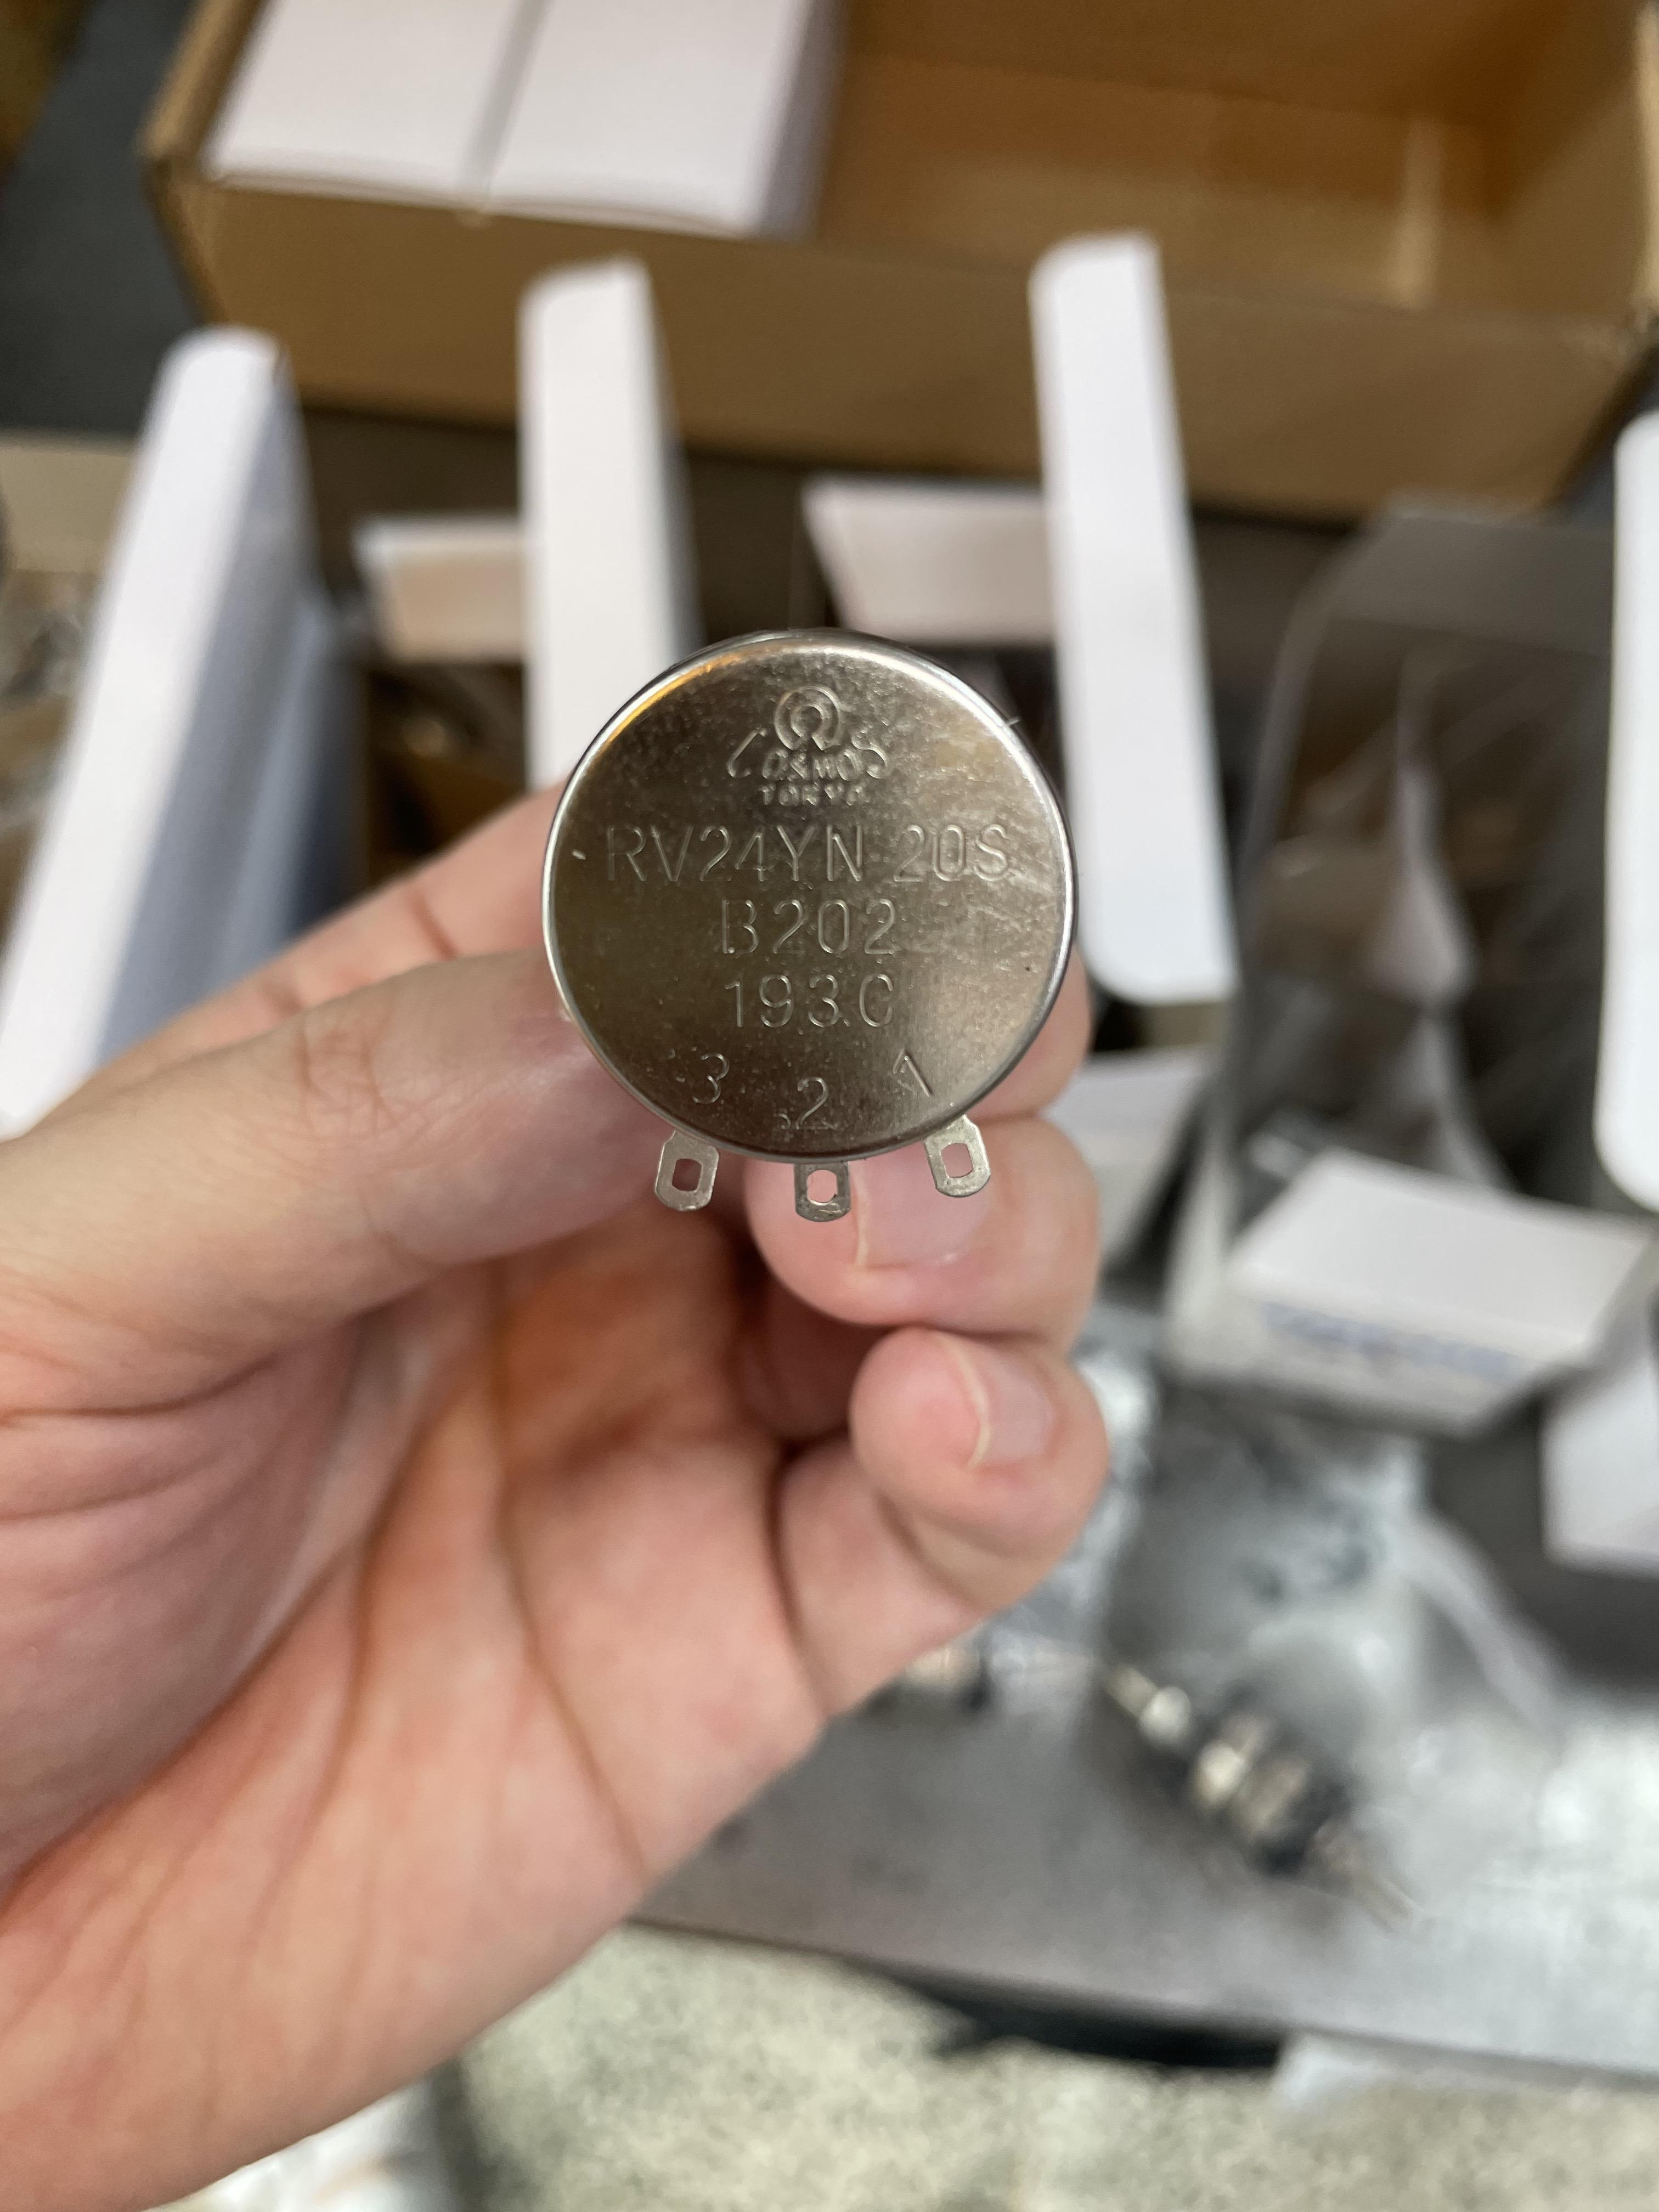 COSMOS
TOKYO
RV24YN 20S
B202
193C
3 2 1